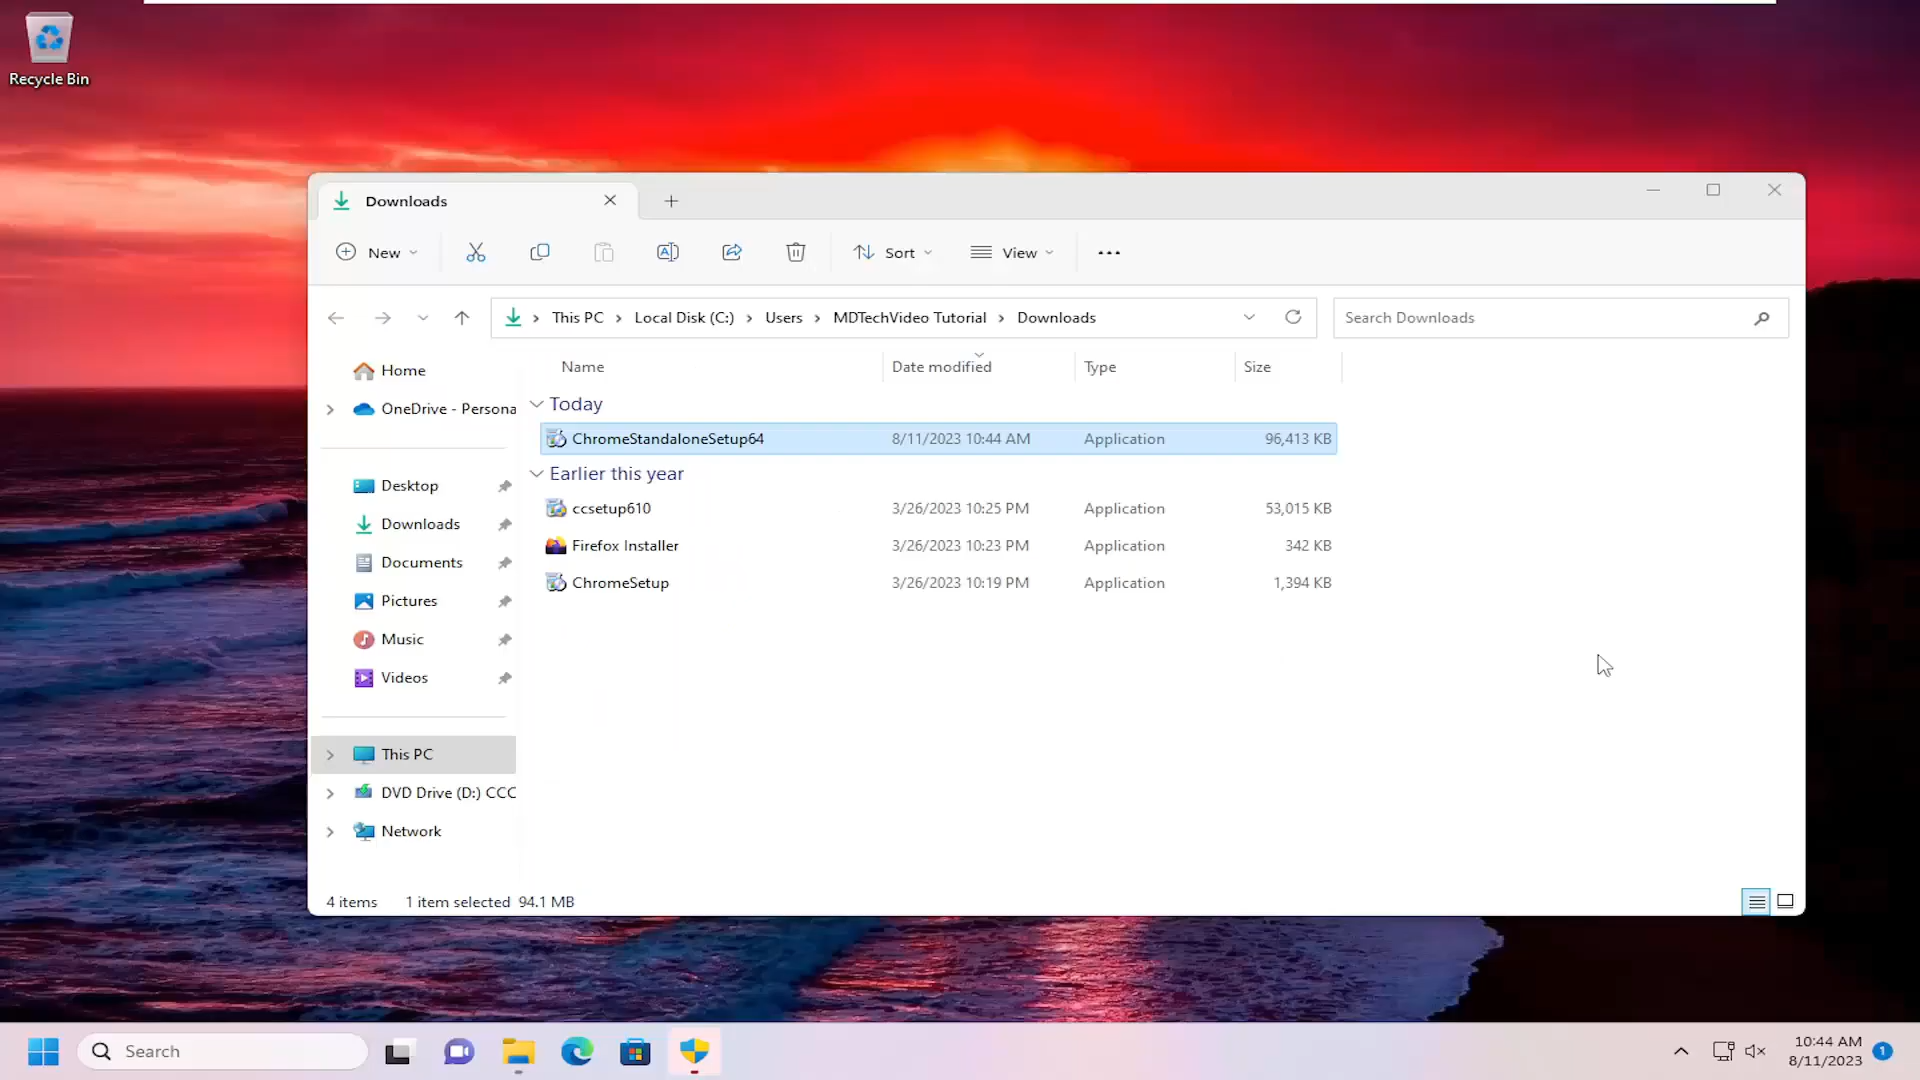 Recycle Bin
Downloads
New
Sort
View
This PC
Local Disk (C:)
Users
MDTechVideo Tutorial
Downloads
Search Downloads
Name
Date modified
Type
Size
Home
OneDrive - Persona
Desktop
Downloads
Documents
Pictures
Music
Videos
This PC
DVD Drive (D:) CCC
Network
Today
ChromeStandaloneSetup64 8/11/2023 10:44 AM Application 96,413 KB
Earlier this year
ccsetup610 3/26/2023 10:25 PM Application 53,015 KB
Firefox Installer 3/26/2023 10:23 PM Application 342 KB
ChromeSetup 3/26/2023 10:19 PM Application 1,394 KB
4 items 1 item selected 94.1 MB
Search
10:44 AM
8/11/2023
1